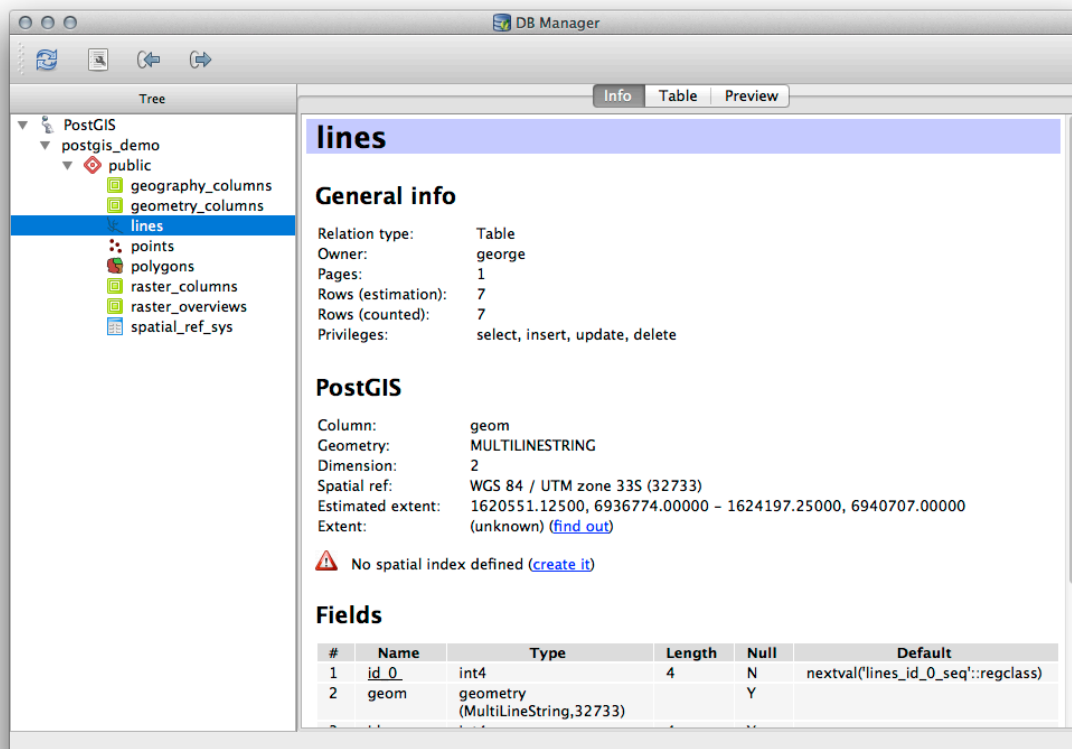 DB Manager
Tree
Info Table Preview
PostGIS
postgis_demo
public
geography_columns
geometry_columns
lines
points
polygons
raster_columns
raster_overviews
spatial_ref_sys
lines
General info
Relation type: Table
Owner: george
Pages: 1
Rows (estimation): 7
Rows (counted): 7
Privileges: select, insert, update, delete
PostGIS
Column: geom
Geometry: MULTILINESTRING
Dimension: 2
Spatial ref: WGS 84 / UTM zone 33S (32733)
Estimated extent: 1620551.12500, 6936774.00000 - 1624197.25000, 6940707.00000
Extent: (unknown) (find out)
No spatial index defined (create it)
Fields
# Name Type Length Null Default
1 id_0 int4 4 N nextval('lines_id_0_seq'::regclass)
2 geom geometry Y
(MultiLineString,32733)